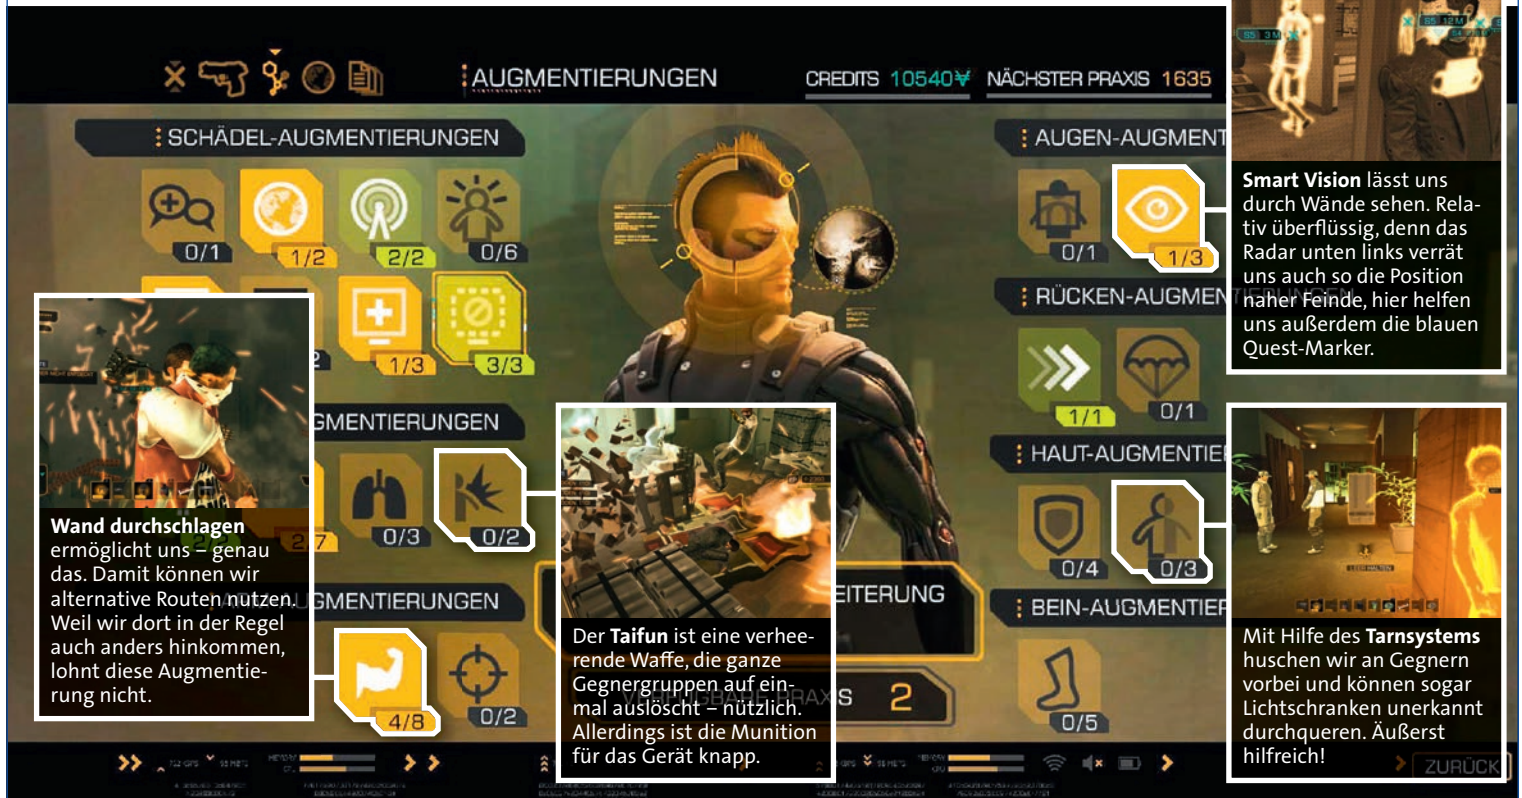 AUGMENTIERUNGEN
CREDITS 10540¥ NÄCHSTER PRAXIS 1635
SCHÄDEL-AUGMENTIERUNGEN
0/1
1/2
2/2
0/6
1/3
3/3
GMENTIERUNGEN
0/3
0/2
GMENTIERUNGEN
4/8
0/2
Wand durchschlagen
ermöglicht uns – genau
das. Damit können wir
alternative Routen nutzen.
Weil wir dort in der Regel
auch anders hinkommen,
lohnt diese Augmentie-
rung nicht.
Der Taifun ist eine verhee-
rende Waffe, die ganze
Gegnergruppen auf ein-
mal auslöscht – nützlich.
Allerdings ist die Munition
für das Gerät knapp.
EITERUNG
VERFÜGBARE PRAXIS 2
AUGEN-AUGMENT
0/1
1/3
RÜCKEN-AUGMENTIERUNGEN
1/1
0/1
HAUT-AUGMENTIE
0/4
0/3
BEIN-AUGMENTIER
0/5
S5 3M
S5 12M
Smart Vision lässt uns
durch Wände sehen. Rela-
tiv überflüssig, denn das
Radar unten links verrät
uns auch so die Position
naher Feinde, hier helfen
uns außerdem die blauen
Quest-Marker.
Mit Hilfe des Tarnsystems
huschen wir an Gegnern
vorbei und können sogar
Lichtschranken unerkannt
durchqueren. Äußerst
hilfreich!
ZURÜCK